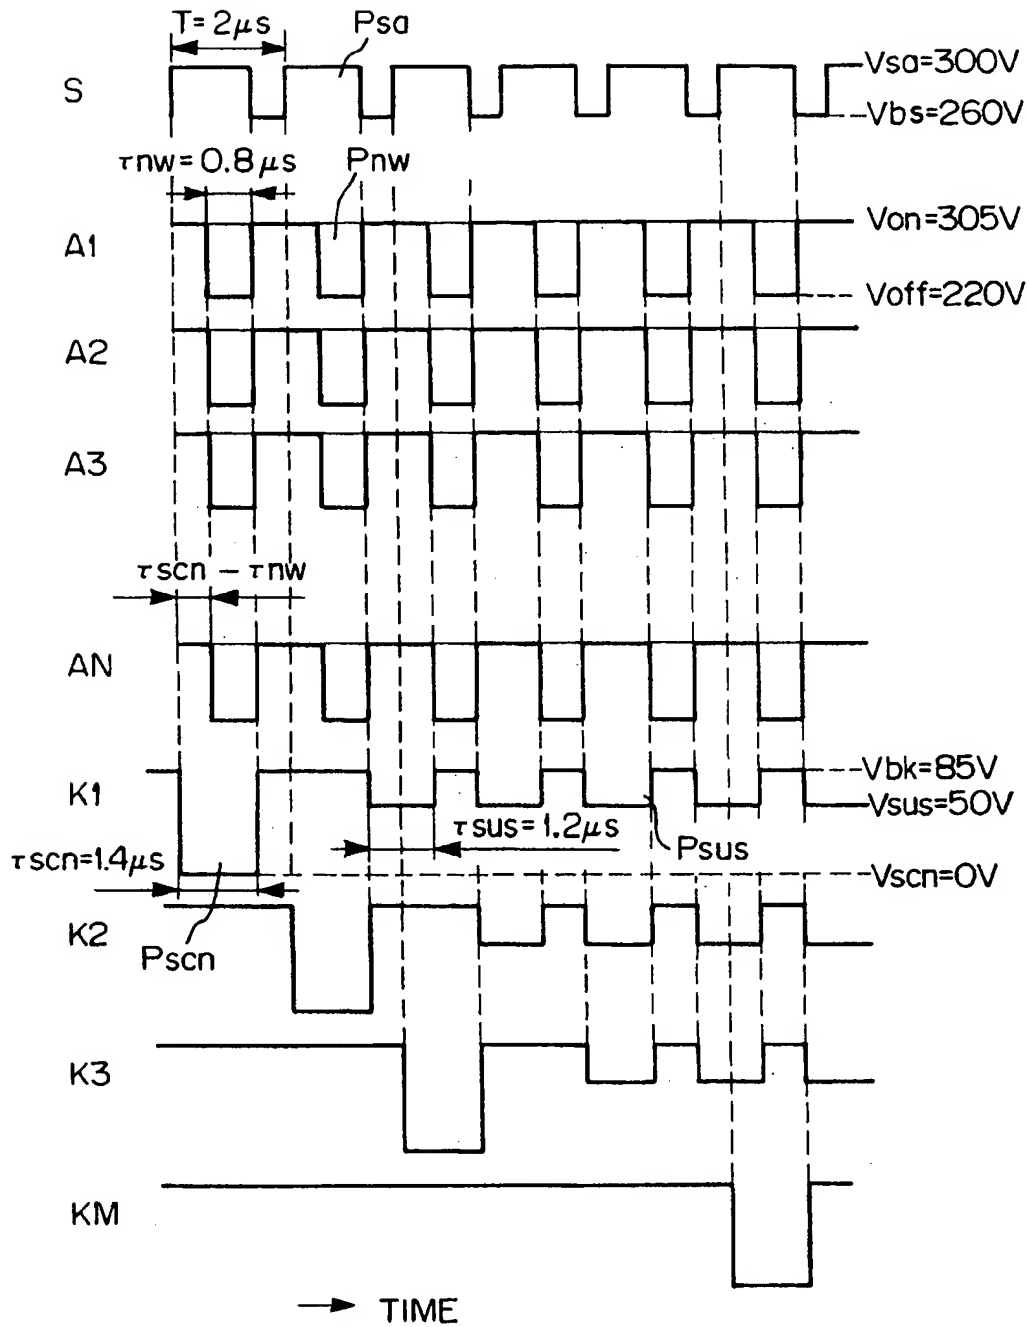 T=2μs
Psa
S
Vsa=300V
Vbs=260V
τnw=0.8μs
Pnw
A1
Von=305V
Voff=220V
A2
A3
τscn - τnw
AN
K1
Vbk=85V
Vsus=50V
τsus=1.2μs
Psus
τscn=1.4μs
Vscn=0V
K2
Pscn
K3
KM
TIME